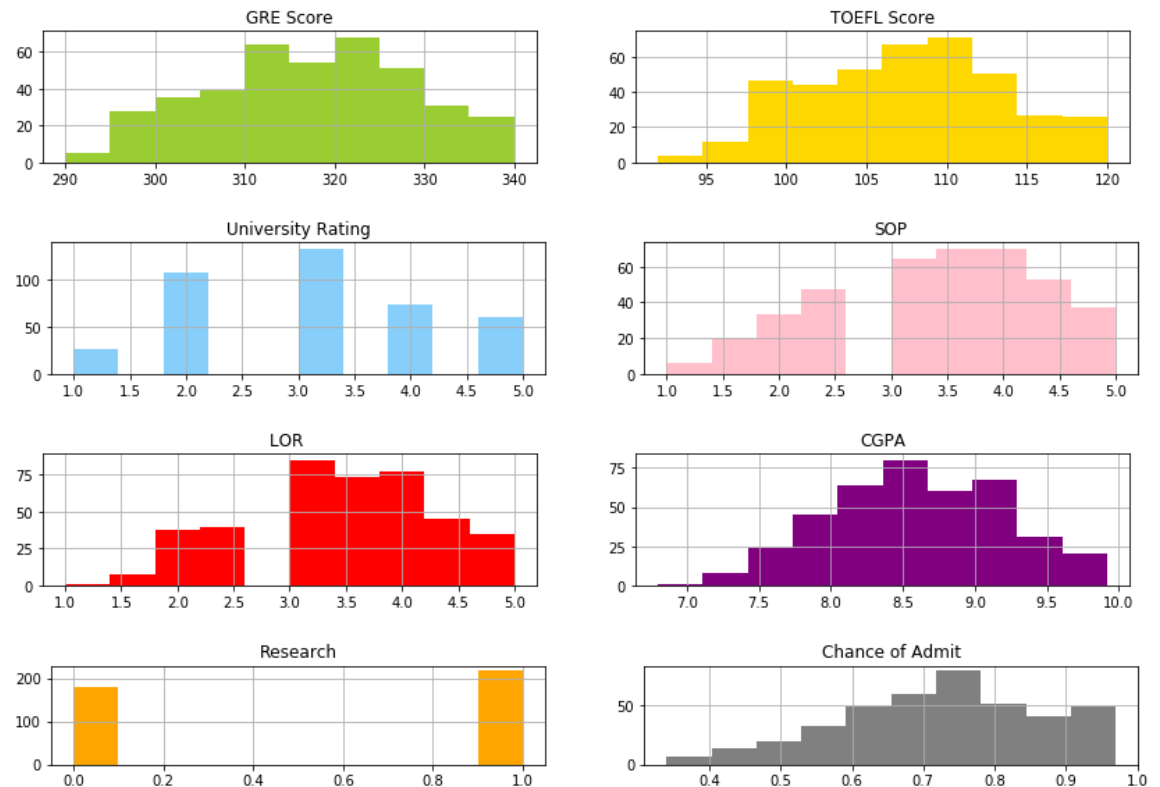 GRE Score
60
40
20
0
290 300 310 320 330 340
TOEFL Score
60
40
20
0
95 100 105 110 115 120
University Rating
100
50
0
1.0 1.5 2.0 2.5 3.0 3.5 4.0 4.5 5.0
SOP
60
40
20
0
1.0 1.5 2.0 2.5 3.0 3.5 4.0 4.5 5.0
LOR
75
50
25
0
1.0 1.5 2.0 2.5 3.0 3.5 4.0 4.5 5.0
CGPA
75
50
25
0
7.0 7.5 8.0 8.5 9.0 9.5 10.0
Research
200
100
0
0.0 0.2 0.4 0.6 0.8 1.0
Chance of Admit
50
0
0.4 0.5 0.6 0.7 0.8 0.9 1.0